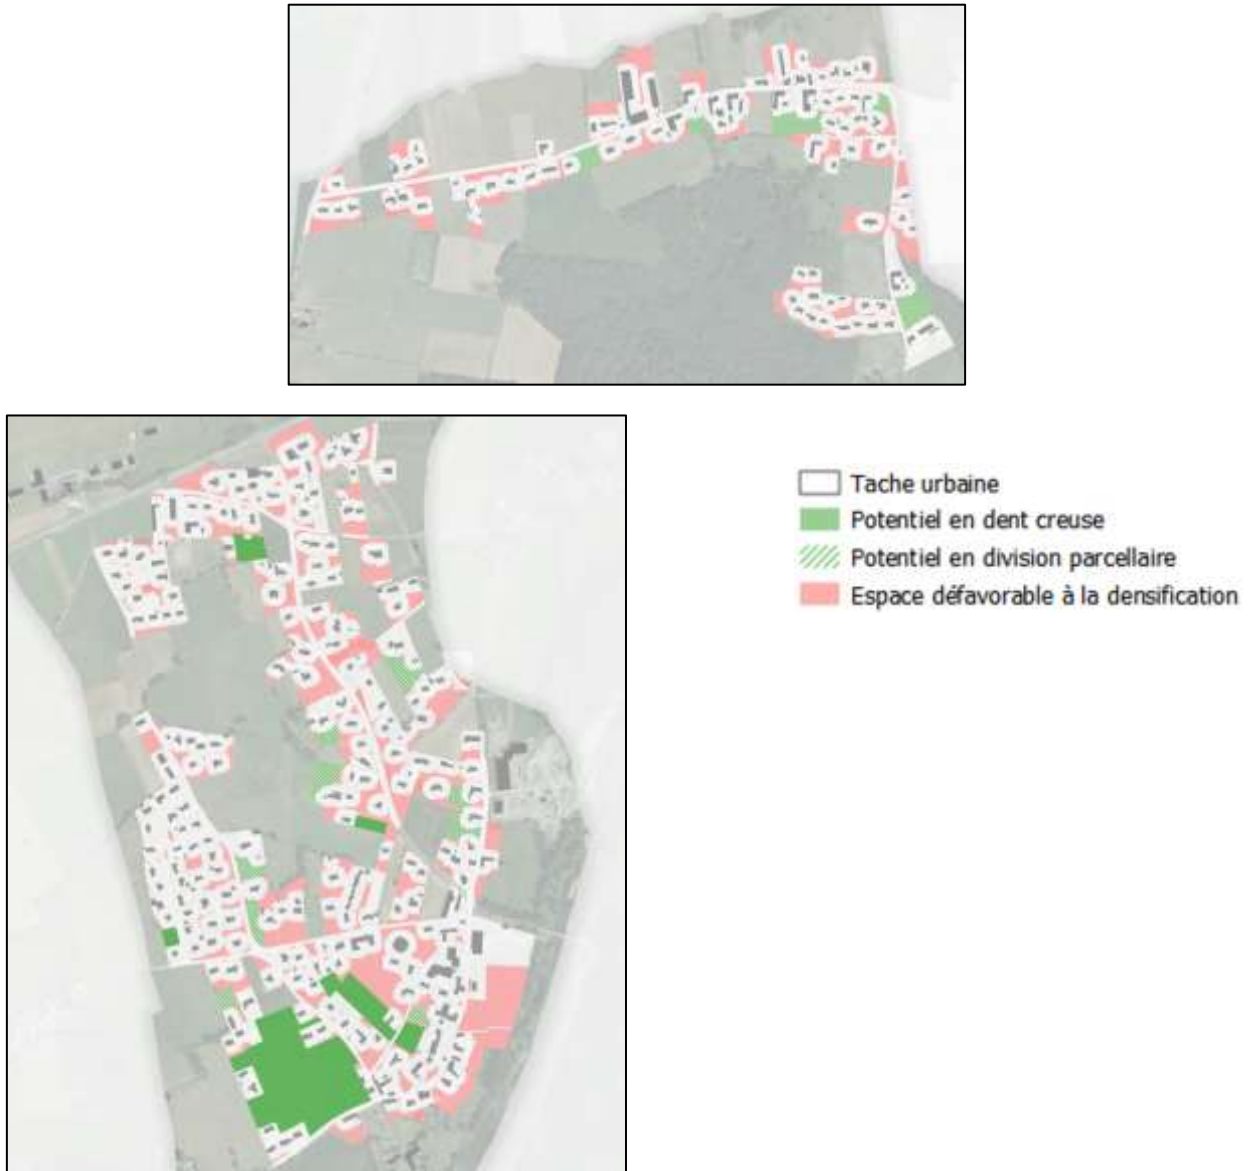 Tache urbaine
Potentiel en dent creuse
Potentiel en division parcellaire
Espace défavorable à la densification